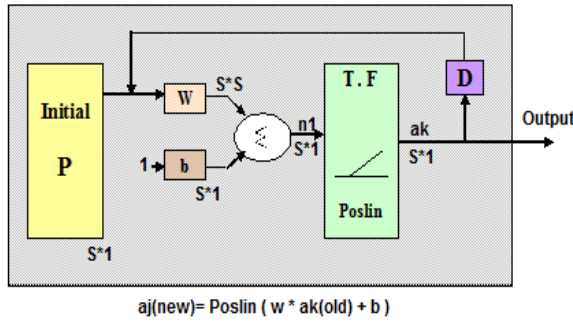 Initial
P
S*1
W
S*S
1
b
S*1
Σ
n1
S*1
T . F
Poslin
ak
S*1
D
Output
aj(new)= Poslin ( w * ak(old) + b )